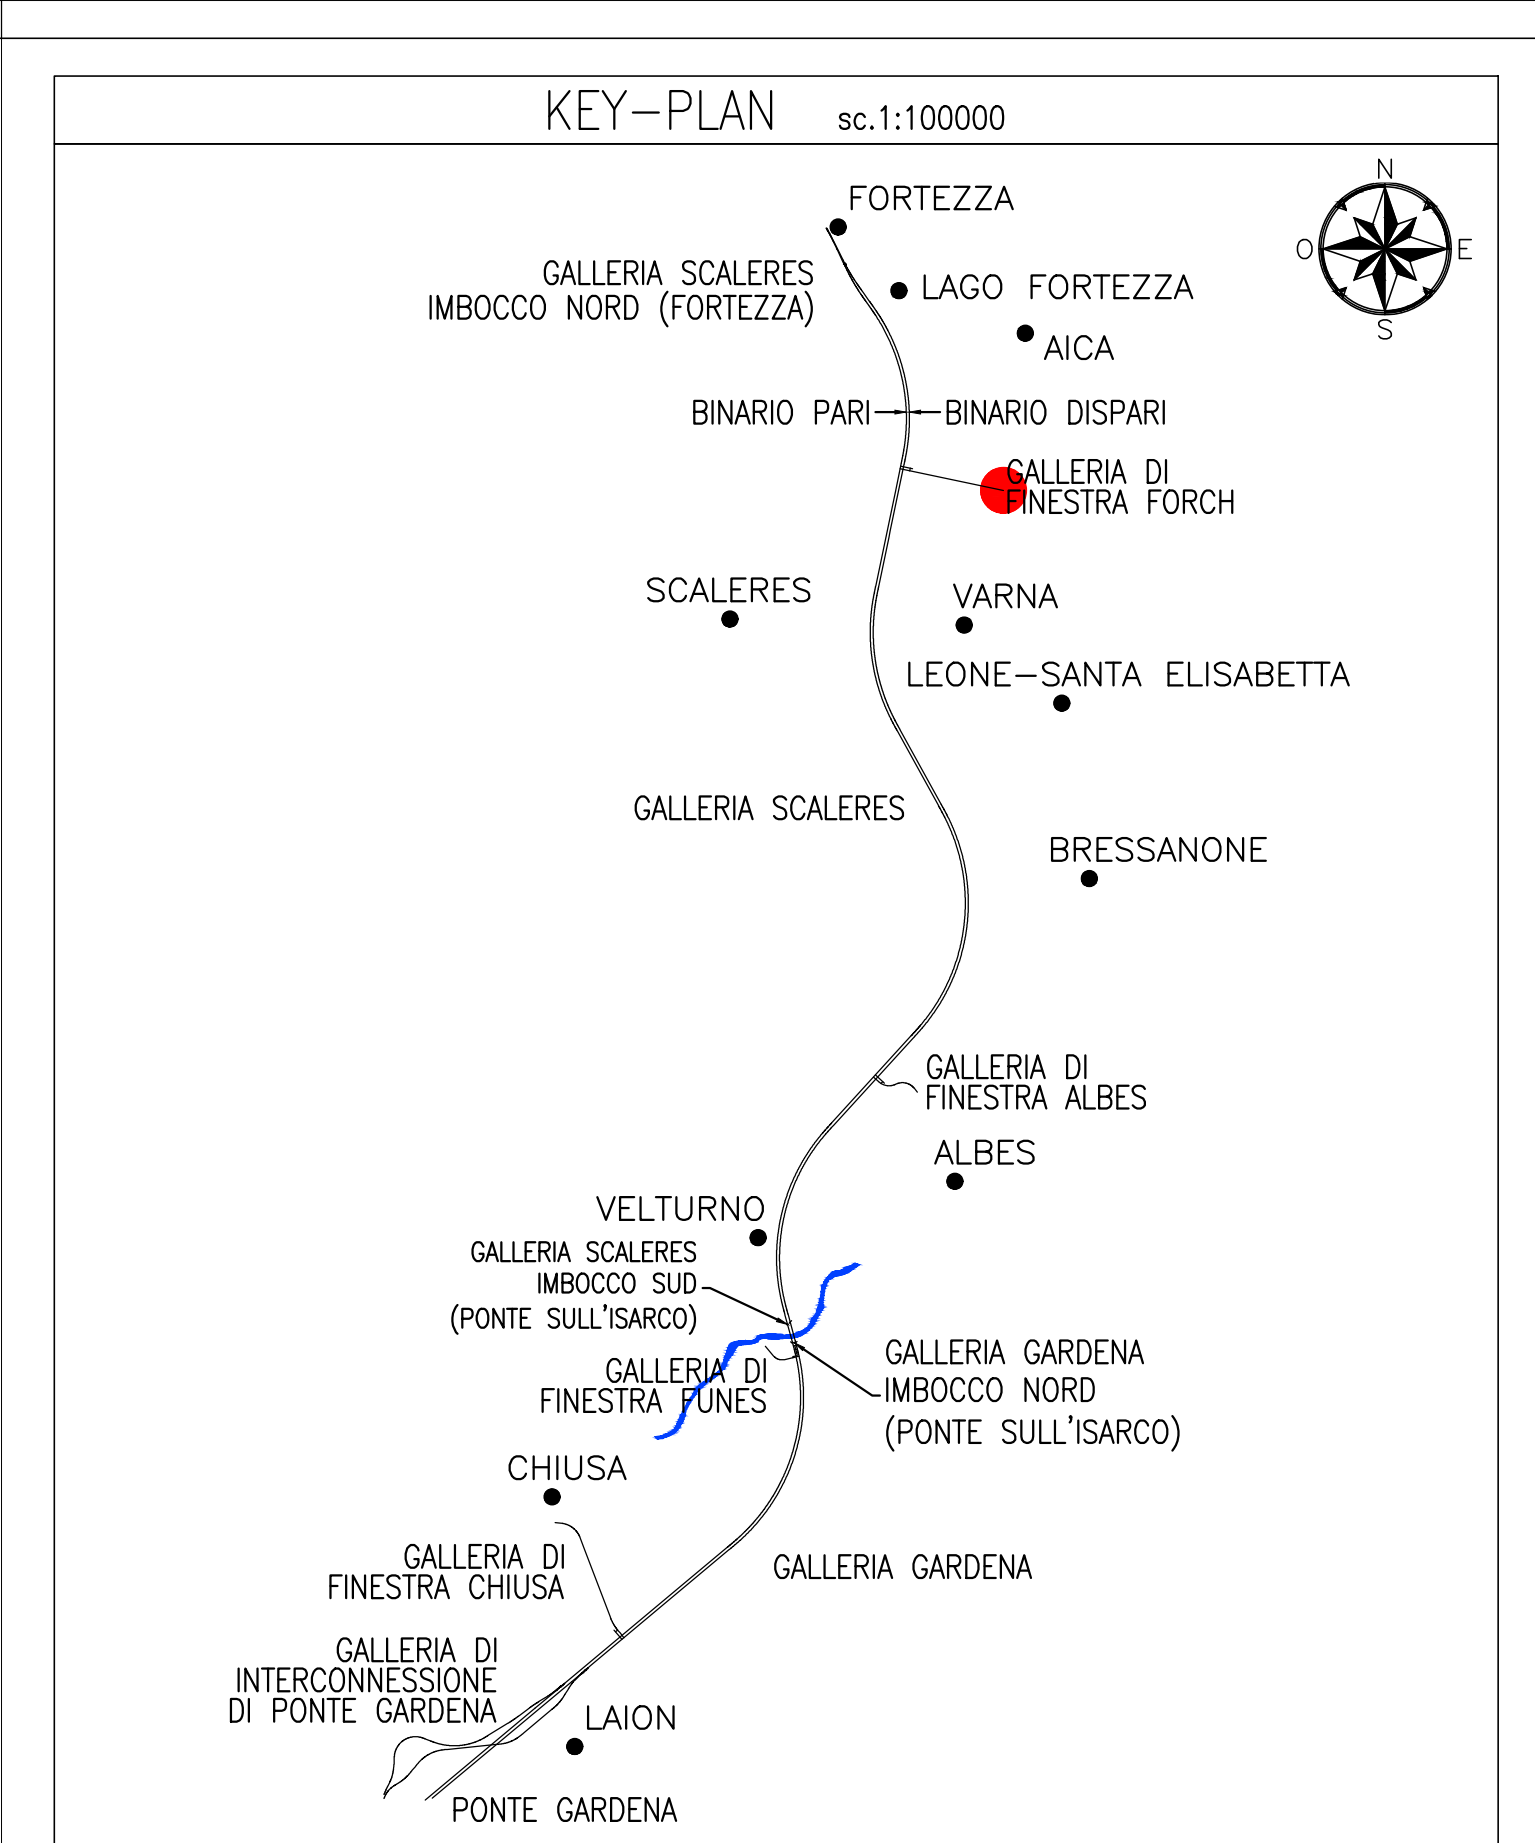 KEY-PLAN sc.1:100000
N
O
E
S
FORTEZZA
GALLERIA SCALERES
IMBOCCO NORD (FORTEZZA)
LAGO FORTEZZA
AICA
BINARIO PARI
BINARIO DISPARI
GALLERIA DI
FINESTRA FORCH
SCALERES
VARNA
LEONE-SANTA ELISABETTA
GALLERIA SCALERES
BRESSANONE
GALLERIA DI
FINESTRA ALBES
ALBES
VELTURNO
GALLERIA SCALERES
IMBOCCO SUD
(PONTE SULL'ISARCO)
GALLERIA DI
FINESTRA FUNES
GALLERIA GARDENA
IMBOCCO NORD
(PONTE SULL'ISARCO)
CHIUSA
GALLERIA DI
FINESTRA CHIUSA
GALLERIA GARDENA
GALLERIA DI
INTERCONNESSIONE
DI PONTE GARDENA
LAION
PONTE GARDENA